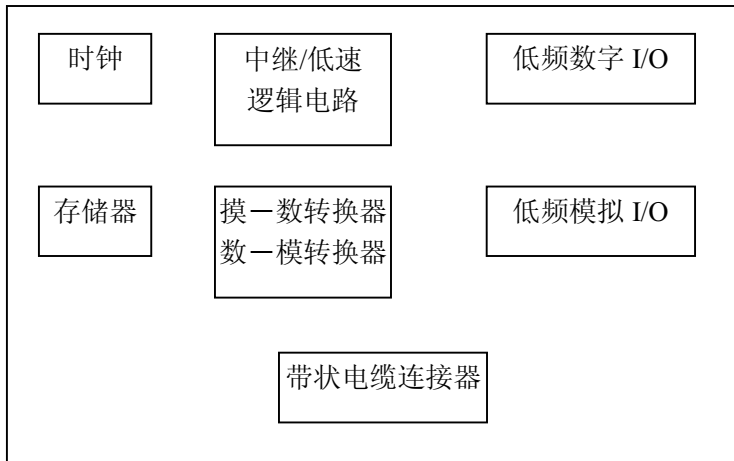 时钟
中继/低速
逻辑电路
低频数字 I/O
存储器
摸－数转换器
数－模转换器
低频模拟 I/O
带状电缆连接器